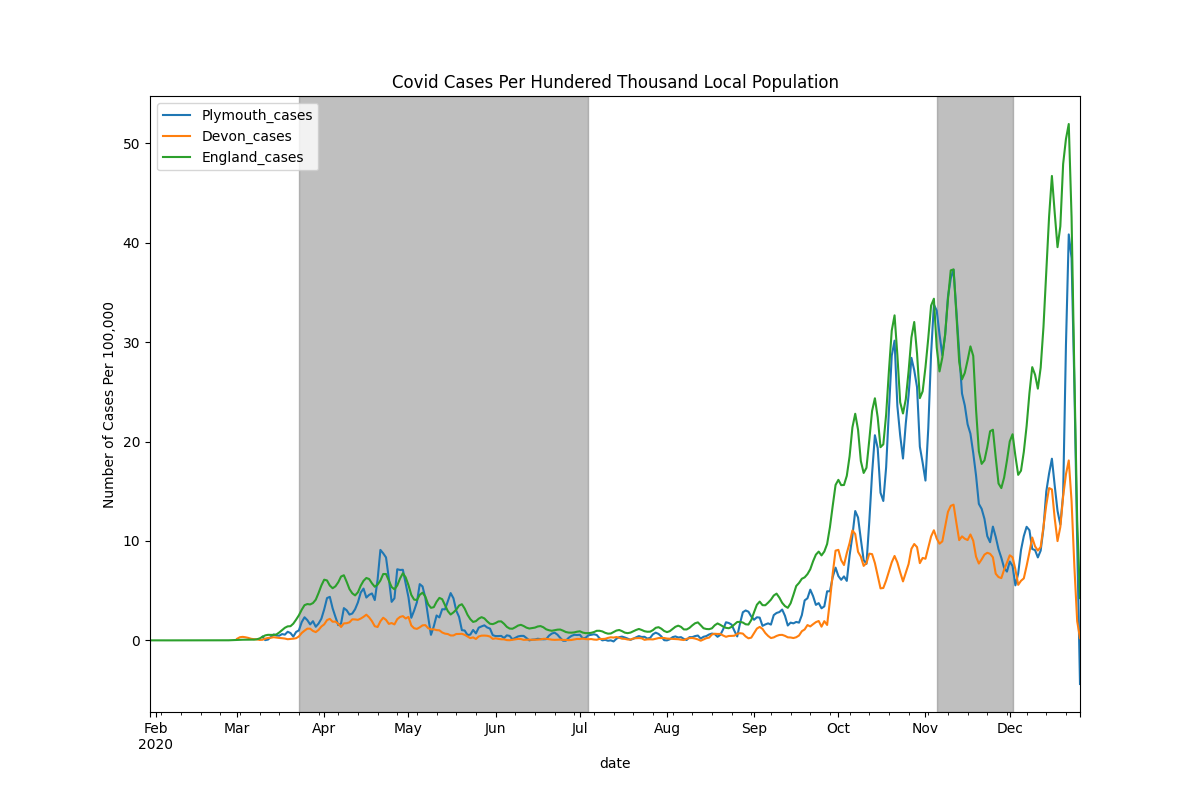 Covid Cases Per Hundered Thousand Local Population
Plymouth_cases
Devon_cases
England_cases
Number of Cases Per 100,000
50
40
30
20
10
0
Feb Mar Apr May Jun Jul Aug Sep Oct Nov Dec
2020
date